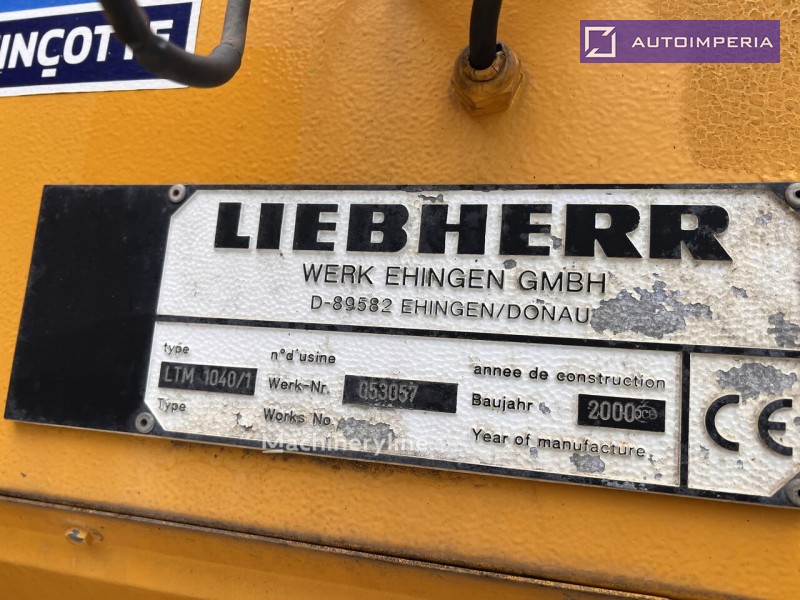 INÇOTTE
AUTOIMPERIA
LIEBHERR
WERK EHINGEN GMBH
D-89582 EHINGEN/DONAU
type
LTM 1040/1
Type
n° d'usine
Werk-Nr.
053057
Works No
annee de construction
Baujahr
2000
Year of manufacture
CE
Machineryline